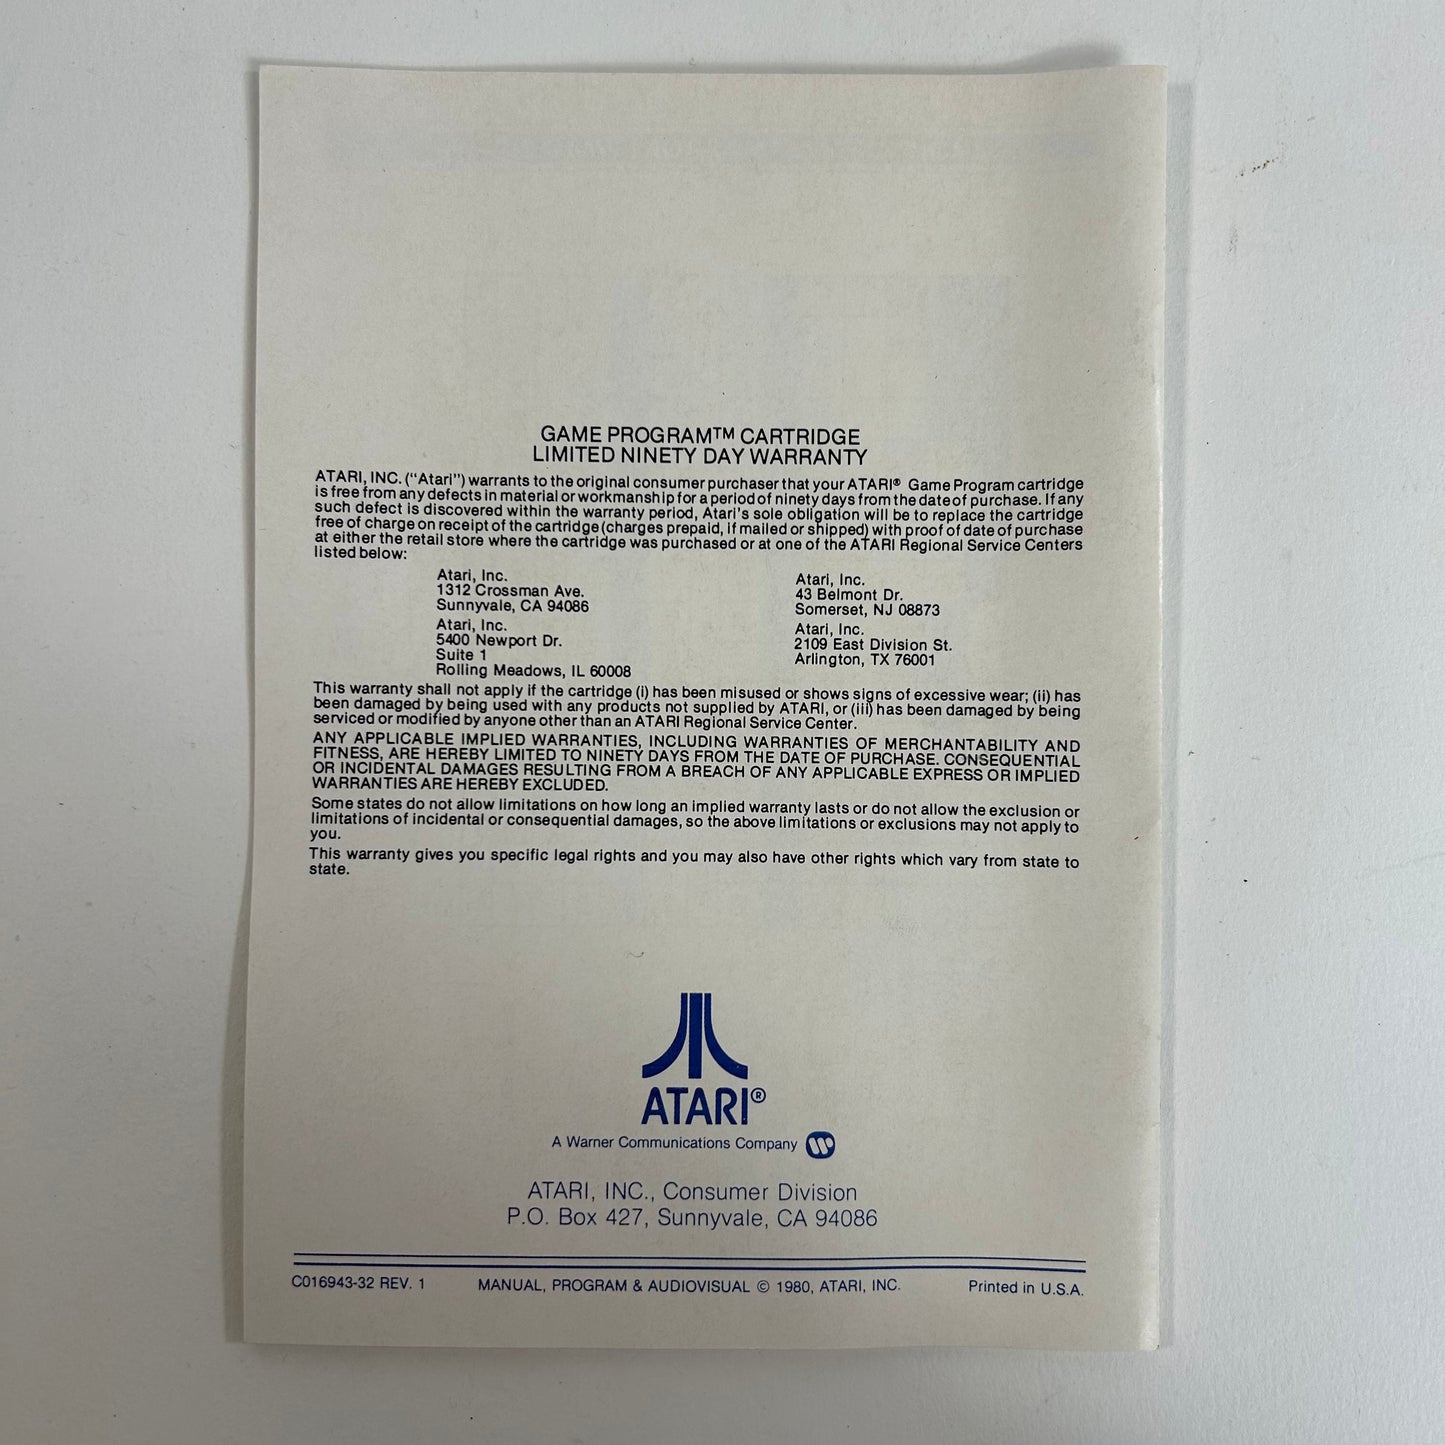 GAME PROGRAM™ CARTRIDGE
LIMITED NINETY DAY WARRANTY
ATARI, INC. ("Atari") warrants to the original consumer purchaser that your ATARI® Game Program cartridge
is free from any defects in material or workmanship for a period of ninety days from the date of purchase. If any
such defect is discovered within the warranty period, Atari's sole obligation will be to replace the cartridge
free of charge on receipt of the cartridge (charges prepaid, if mailed or shipped) with proof of date of purchase
at either the retail store where the cartridge was purchased or at one of the ATARI Regional Service Centers
listed below:
Atari, Inc.
1312 Crossman Ave.
Sunnyvale, CA 94086
Atari, Inc.
5400 Newport Dr.
Suite 1
Rolling Meadows, IL 60008
Atari, Inc.
43 Belmont Dr.
Somerset, NJ 08873
Atari, Inc.
2109 East Division St.
Arlington, TX 76001
This warranty shall not apply if the cartridge (i) has been misused or shows signs of excessive wear; (ii) has
been damaged by being used with any products not supplied by ATARI, or (iii) has been damaged by being
serviced or modified by anyone other than an ATARI Regional Service Center.
ANY APPLICABLE IMPLIED WARRANTIES, INCLUDING WARRANTIES OF MERCHANTABILITY AND
FITNESS, ARE HEREBY LIMITED TO NINETY DAYS FROM THE DATE OF PURCHASE. CONSEQUENTIAL
OR INCIDENTAL DAMAGES RESULTING FROM A BREACH OF ANY APPLICABLE EXPRESS OR IMPLIED
WARRANTIES ARE HEREBY EXCLUDED.
Some states do not allow limitations on how long an implied warranty lasts or do not allow the exclusion or
limitations of incidental or consequential damages, so the above limitations or exclusions may not apply to
you.
This warranty gives you specific legal rights and you may also have other rights which vary from state to
state.
ATARI®
A Warner Communications Company
ATARI, INC., Consumer Division
P.O. Box 427, Sunnyvale, CA 94086
C016943-32 REV. 1 MANUAL, PROGRAM & AUDIOVISUAL © 1980, ATARI, INC. Printed in U.S.A.